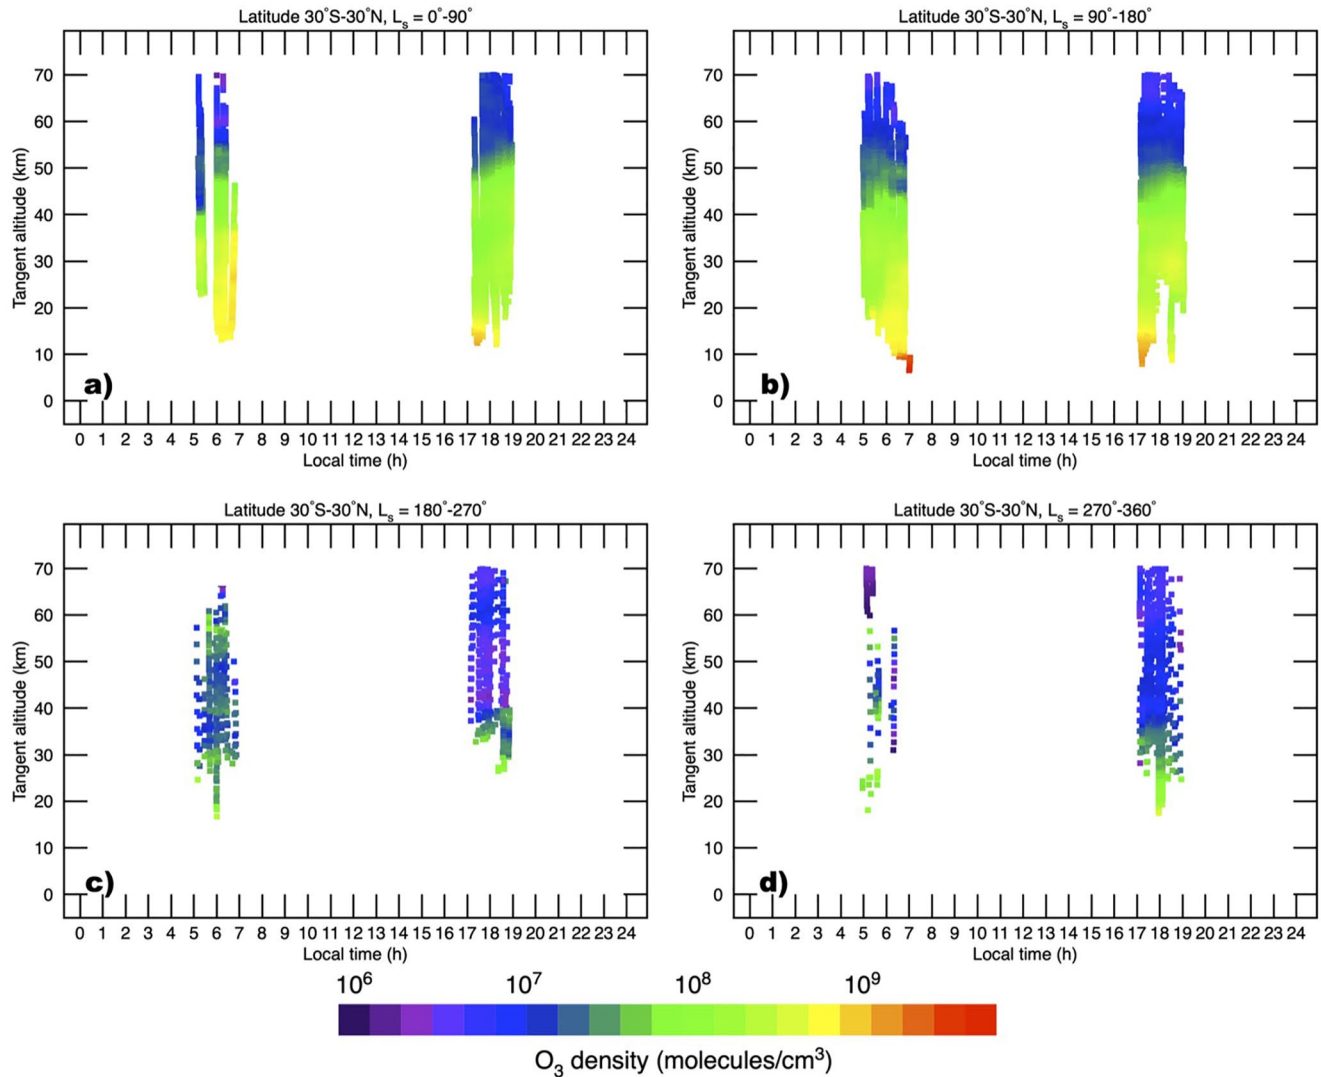 Latitude 30°S-30°N, Ls = 0°-90°
Tangent altitude (km)
70
60
50
40
30
20
10
0
a)
0 1 2 3 4 5 6 7 8 9 10 11 12 13 14 15 16 17 18 19 20 21 22 23 24
Local time (h)
Latitude 30°S-30°N, Ls = 90°-180°
Tangent altitude (km)
70
60
50
40
30
20
10
0
b)
0 1 2 3 4 5 6 7 8 9 10 11 12 13 14 15 16 17 18 19 20 21 22 23 24
Local time (h)
Latitude 30°S-30°N, Ls = 180°-270°
Tangent altitude (km)
70
60
50
40
30
20
10
0
c)
0 1 2 3 4 5 6 7 8 9 10 11 12 13 14 15 16 17 18 19 20 21 22 23 24
Local time (h)
Latitude 30°S-30°N, Ls = 270°-360°
Tangent altitude (km)
70
60
50
40
30
20
10
0
d)
0 1 2 3 4 5 6 7 8 9 10 11 12 13 14 15 16 17 18 19 20 21 22 23 24
Local time (h)
10⁶ 10⁷ 10⁸ 10⁹
O₃ density (molecules/cm³)